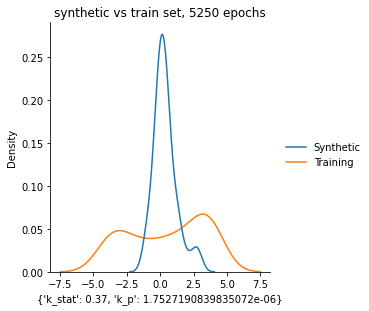 synthetic vs train set, 5250 epochs
0.25
0.20
0.15
0.10
0.05
0.00
Density
−7.5 −5.0 −2.5 0.0 2.5 5.0 7.5
{'k_stat': 0.37, 'k_p': 1.7527190839835072e-06}
Synthetic
Training